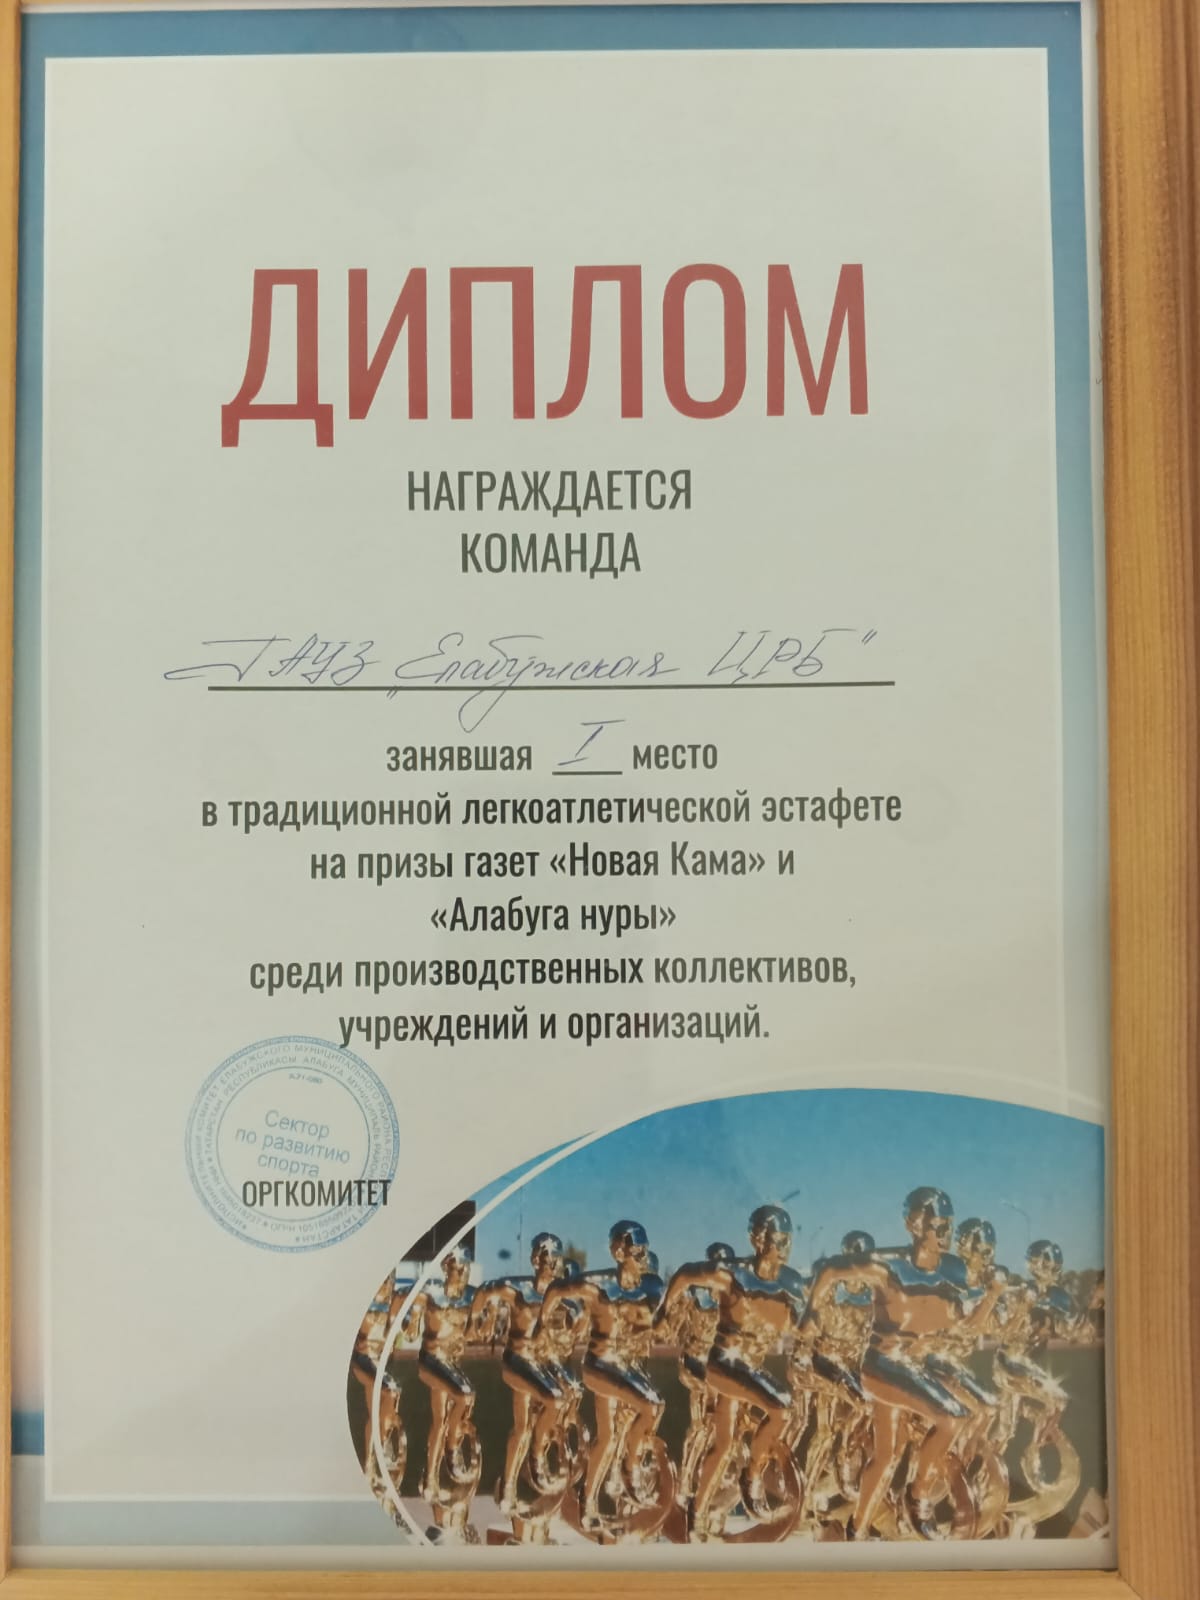 ДИПЛОМ
НАГРАЖДАЕТСЯ
КОМАНДА
ГАУЗ „Елабужская ЦРБ"
занявшая I место
в традиционной легкоатлетической эстафете
на призы газет «Новая Кама» и
«Алабуга нуры»
среди производственных коллективов,
учреждений и организаций.
Сектор
по развитию
спорта
ОРГКОМИТЕТ